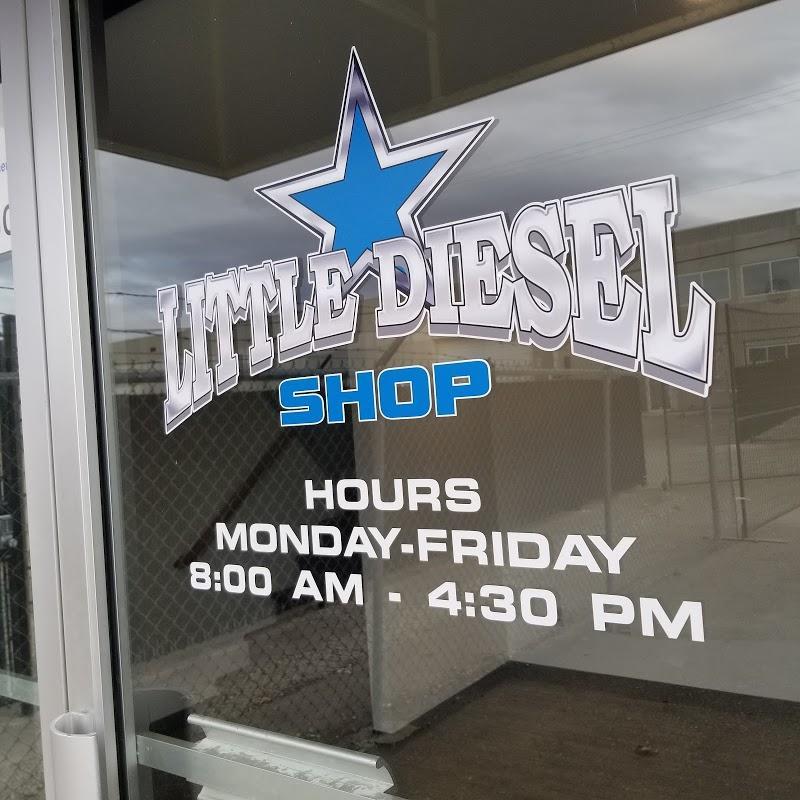 LITTLE DIESEL
SHOP
HOURS
MONDAY-FRIDAY
8:00 AM - 4:30 PM